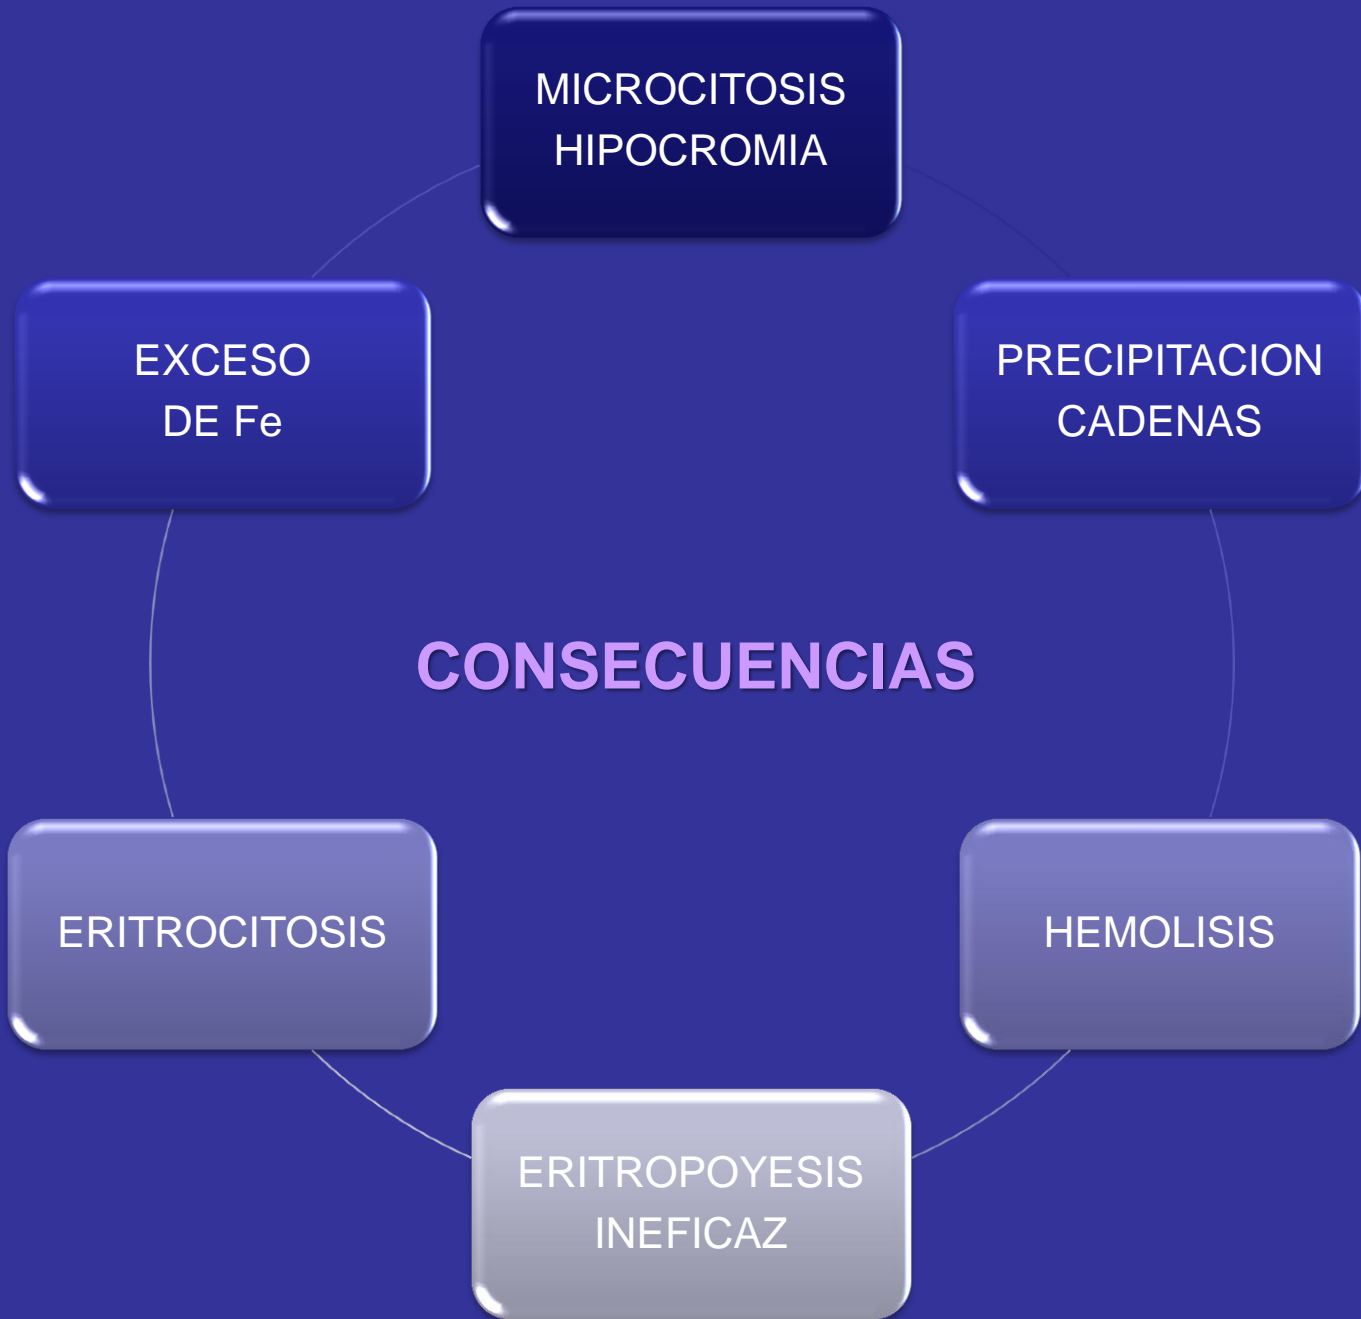 MICROCITOSIS
HIPOCROMIA
PRECIPITACION
CADENAS
HEMOLISIS
ERITROPOYESIS
INEFICAZ
ERITROCITOSIS
EXCESO
DE Fe
CONSECUENCIAS